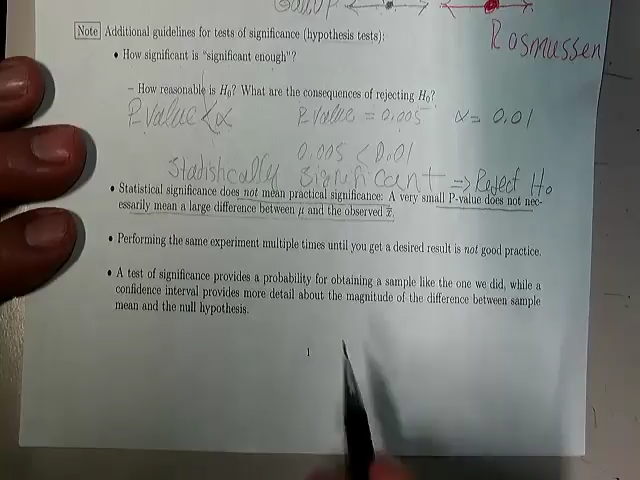 Gallup
Rosmussen
Note Additional guidelines for tests of significance (hypothesis tests):
• How significant is "significant enough"?
– How reasonable is H₀? What are the consequences of rejecting H₀?
P-value < α P-value = 0.005 α = 0.01
0.005 < 0.01
Statistically Significant ⇒ Reject H₀
• Statistical significance does not mean practical significance: A very small P-value does not nec-
essarily mean a large difference between μ and the observed x̄.
• Performing the same experiment multiple times until you get a desired result is not good practice.
• A test of significance provides a probability for obtaining a sample like the one we did, while a
confidence interval provides more detail about the magnitude of the difference between sample
mean and the null hypothesis.
1